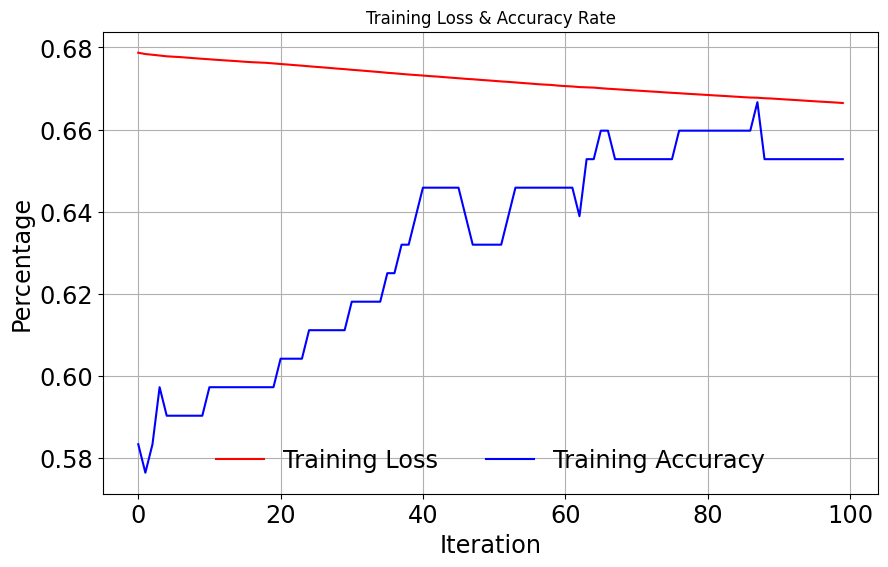 Training Loss & Accuracy Rate
0.68
0.66
0.64
0.62
0.60
0.58
Percentage
Training Loss
Training Accuracy
0 20 40 60 80 100
Iteration